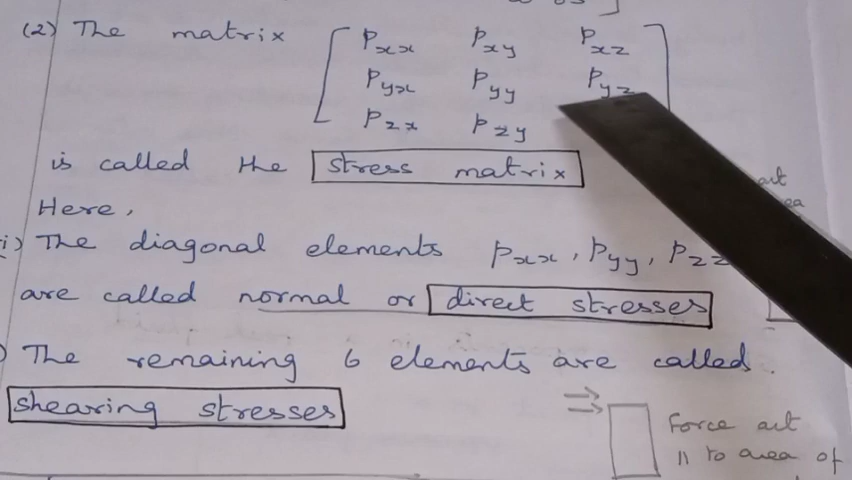 (2) The matrix [ Pxx Pxy Pxz
Pyx Pyy Pyz
Pzx Pzy
is called the stress matrix
Here,
i) The diagonal elements Pxx, Pyy, Pzz
are called normal or direct stresses
) The remaining 6 elements are called.
shearing stresses
Force act
|| to area of